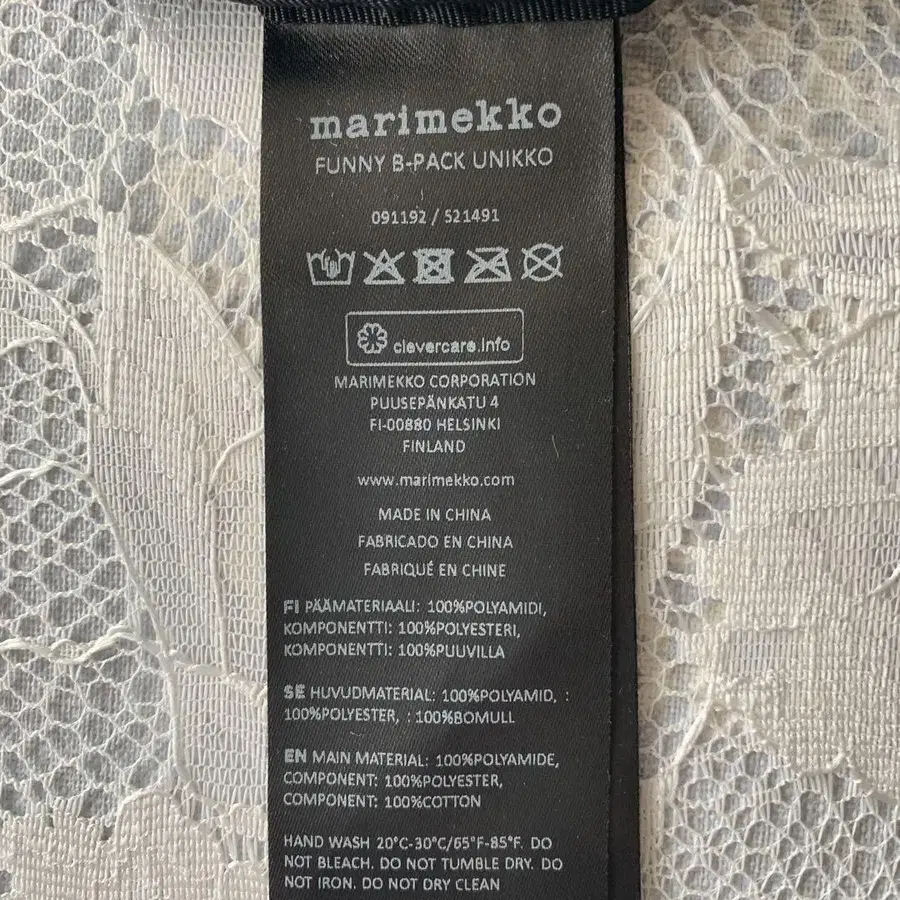 marimekko
FUNNY B-PACK UNIKKO
091192 / 521491
clevercare.info
MARIMEKKO CORPORATION
PUUSEPÄNKATU 4
FI-00880 HELSINKI
FINLAND
www.marimekko.com
MADE IN CHINA
FABRICADO EN CHINA
FABRIQUÉ EN CHINE
FI PÄÄMATERIAALI: 100%POLYAMIDI,
KOMPONENTTI: 100%POLYESTERI,
KOMPONENTTI: 100%PUUVILLA
SE HUVUDMATERIAL: 100%POLYAMID, :
100%POLYESTER, : 100%BOMULL
EN MAIN MATERIAL: 100%POLYAMIDE,
COMPONENT: 100%POLYESTER,
COMPONENT: 100%COTTON
HAND WASH 20°C-30°C/65°F-85°F. DO
NOT BLEACH. DO NOT TUMBLE DRY. DO
NOT IRON. DO NOT DRY CLEAN